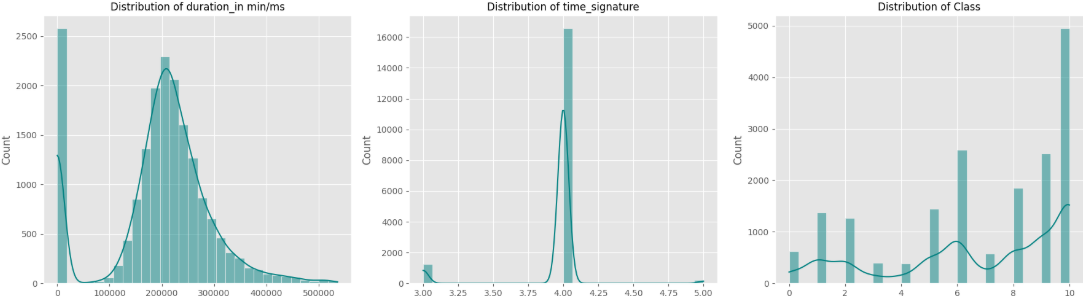 Distribution of duration_in min/ms
Count
2500
2000
1500
1000
500
0
0 100000 200000 300000 400000 500000
Distribution of time_signature
Count
16000
14000
12000
10000
8000
6000
4000
2000
0
3.00 3.25 3.50 3.75 4.00 4.25 4.50 4.75 5.00
Distribution of Class
Count
5000
4000
3000
2000
1000
0
0 2 4 6 8 10